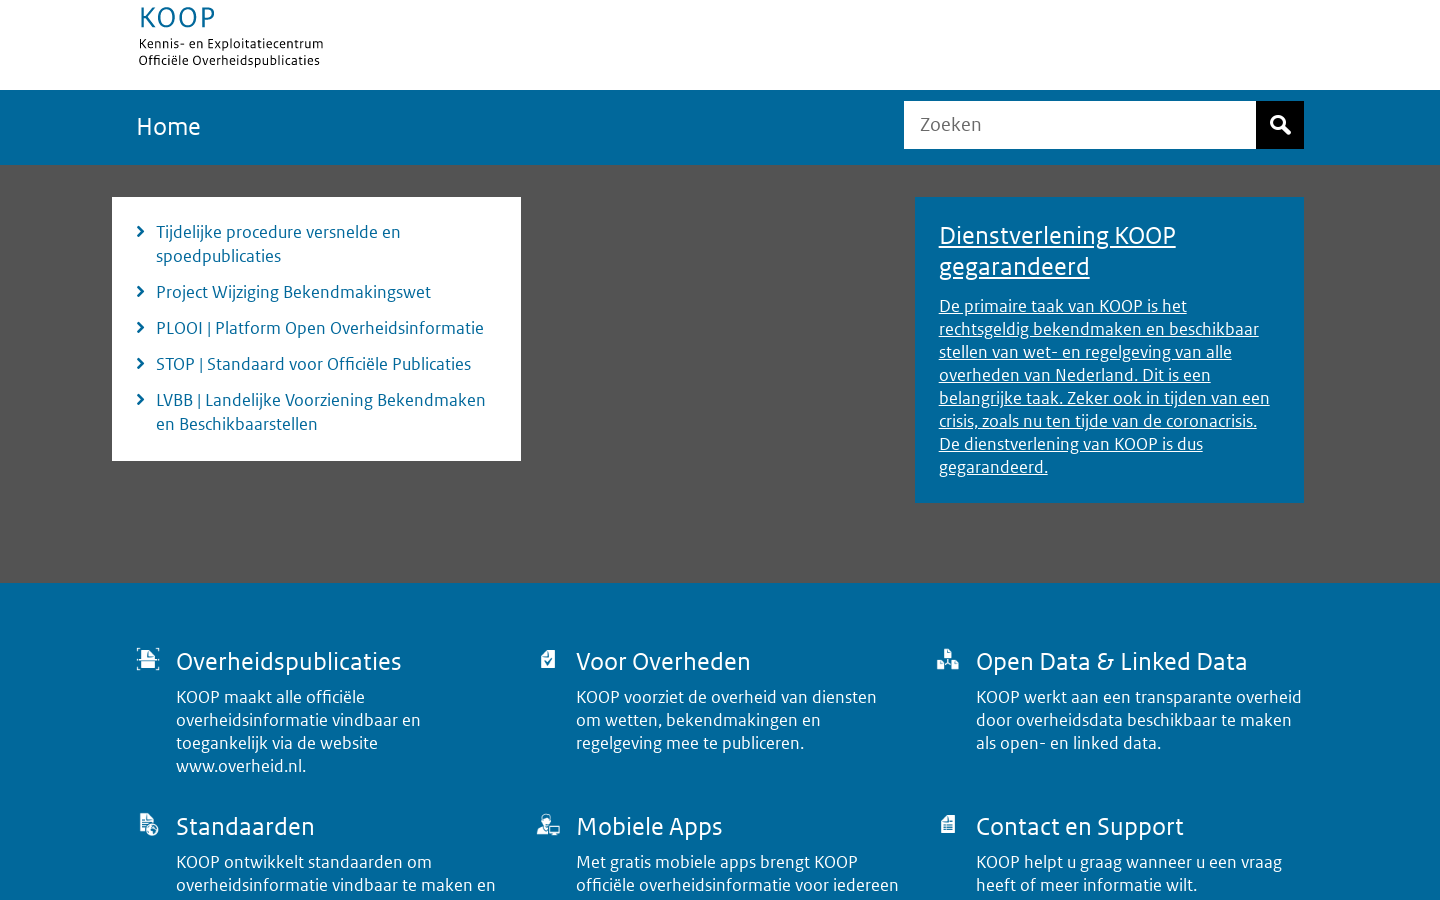 KOOP
Kennis- en Exploitatiecentrum
Officiële Overheidspublicaties
Home
Zoeken
Tijdelijke procedure versnelde en
spoedpublicaties
Project Wijziging Bekendmakingswet
PLOOI | Platform Open Overheidsinformatie
STOP | Standaard voor Officiële Publicaties
LVBB | Landelijke Voorziening Bekendmaken
en Beschikbaarstellen
Dienstverlening KOOP
gegarandeerd
De primaire taak van KOOP is het
rechtsgeldig bekendmaken en beschikbaar
stellen van wet- en regelgeving van alle
overheden van Nederland. Dit is een
belangrijke taak. Zeker ook in tijden van een
crisis, zoals nu ten tijde van de coronacrisis.
De dienstverlening van KOOP is dus
gegarandeerd.
Overheidspublicaties
KOOP maakt alle officiële
overheidsinformatie vindbaar en
toegankelijk via de website
www.overheid.nl.
Voor Overheden
KOOP voorziet de overheid van diensten
om wetten, bekendmakingen en
regelgeving mee te publiceren.
Open Data & Linked Data
KOOP werkt aan een transparante overheid
door overheidsdata beschikbaar te maken
als open- en linked data.
Standaarden
KOOP ontwikkelt standaarden om
overheidsinformatie vindbaar te maken en
Mobiele Apps
Met gratis mobiele apps brengt KOOP
officiële overheidsinformatie voor iedereen
Contact en Support
KOOP helpt u graag wanneer u een vraag
heeft of meer informatie wilt.